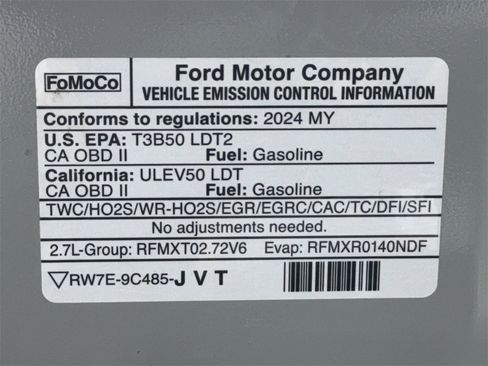 FoMoCo
Ford Motor Company
VEHICLE EMISSION CONTROL INFORMATION
Conforms to regulations: 2024 MY
U.S. EPA: T3B50 LDT2
CA OBD II Fuel: Gasoline
California: ULEV50 LDT
CA OBD II Fuel: Gasoline
TWC/HO2S/WR-HO2S/EGR/EGRC/CAC/TC/DFI/SFI
No adjustments needed.
2.7L-Group: RFMXT02.72V6 Evap: RFMXR0140NDF
RW7E-9C485-J V T